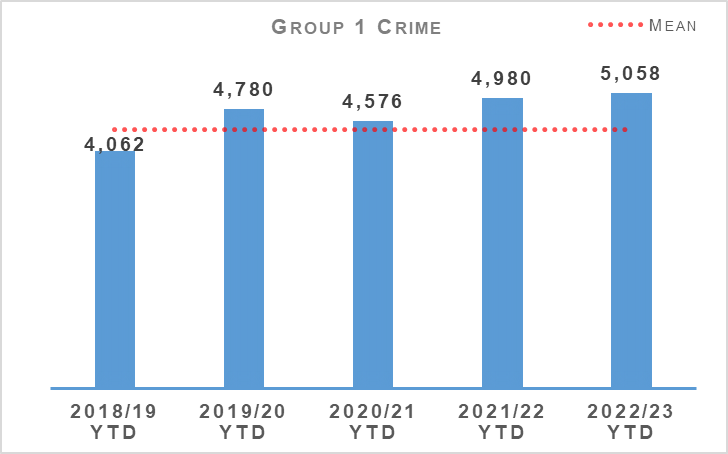 GROUP 1 CRIME
MEAN
4,062
4,780
4,576
4,980
5,058
2018/19 YTD
2019/20 YTD
2020/21 YTD
2021/22 YTD
2022/23 YTD